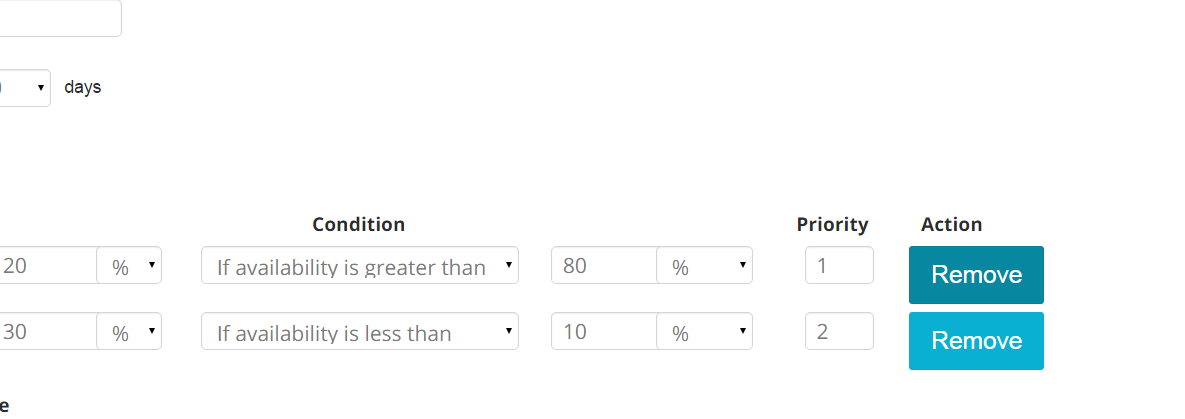 days
Condition Priority Action
20 % If availability is greater than 80 % 1 Remove
30 % If availability is less than 10 % 2 Remove